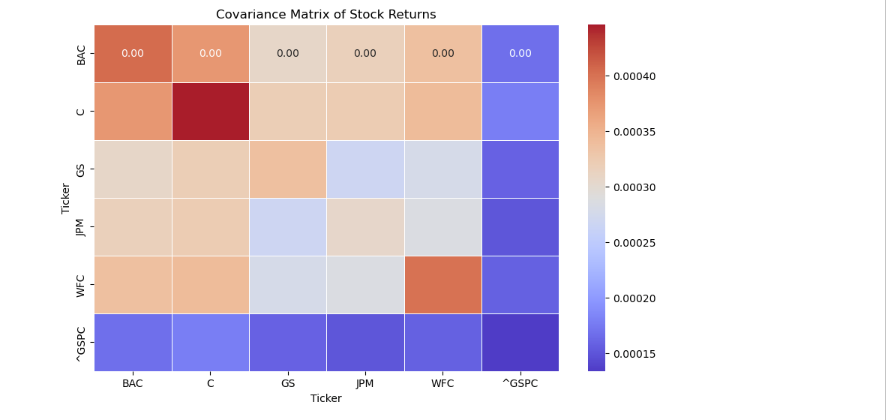 Covariance Matrix of Stock Returns
BAC 0.00 0.00 0.00 0.00 0.00 0.00
C
GS
JPM
WFC
^GSPC
Ticker
BAC C GS JPM WFC ^GSPC
Ticker
0.00040
0.00035
0.00030
0.00025
0.00020
0.00015